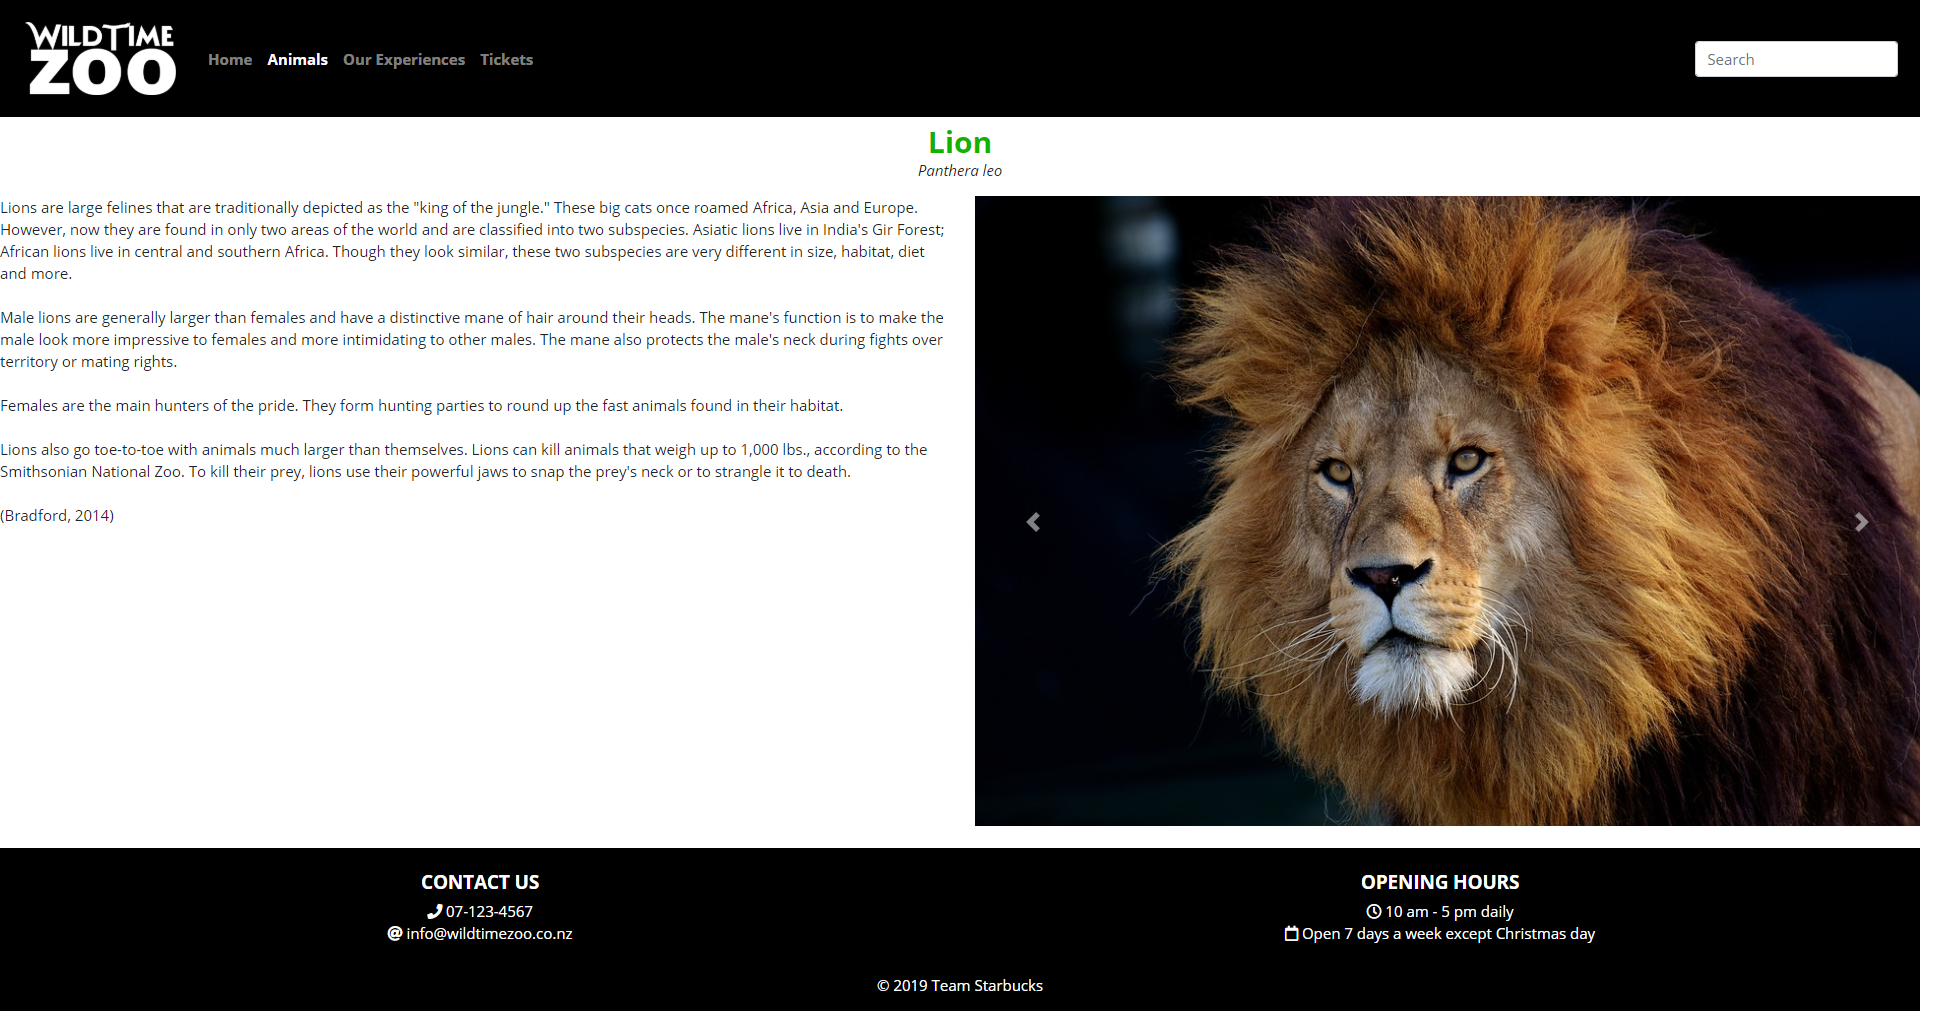 WILDTIME
ZOO
Home Animals Our Experiences Tickets
Search
Lion
Panthera leo
Lions are large felines that are traditionally depicted as the "king of the jungle." These big cats once roamed Africa, Asia and Europe.
However, now they are found in only two areas of the world and are classified into two subspecies. Asiatic lions live in India's Gir Forest;
African lions live in central and southern Africa. Though they look similar, these two subspecies are very different in size, habitat, diet
and more.
Male lions are generally larger than females and have a distinctive mane of hair around their heads. The mane's function is to make the
male look more impressive to females and more intimidating to other males. The mane also protects the male's neck during fights over
territory or mating rights.
Females are the main hunters of the pride. They form hunting parties to round up the fast animals found in their habitat.
Lions also go toe-to-toe with animals much larger than themselves. Lions can kill animals that weigh up to 1,000 lbs., according to the
Smithsonian National Zoo. To kill their prey, lions use their powerful jaws to snap the prey's neck or to strangle it to death.
(Bradford, 2014)
CONTACT US
07-123-4567
info@wildtimezoo.co.nz
OPENING HOURS
10 am - 5 pm daily
Open 7 days a week except Christmas day
© 2019 Team Starbucks